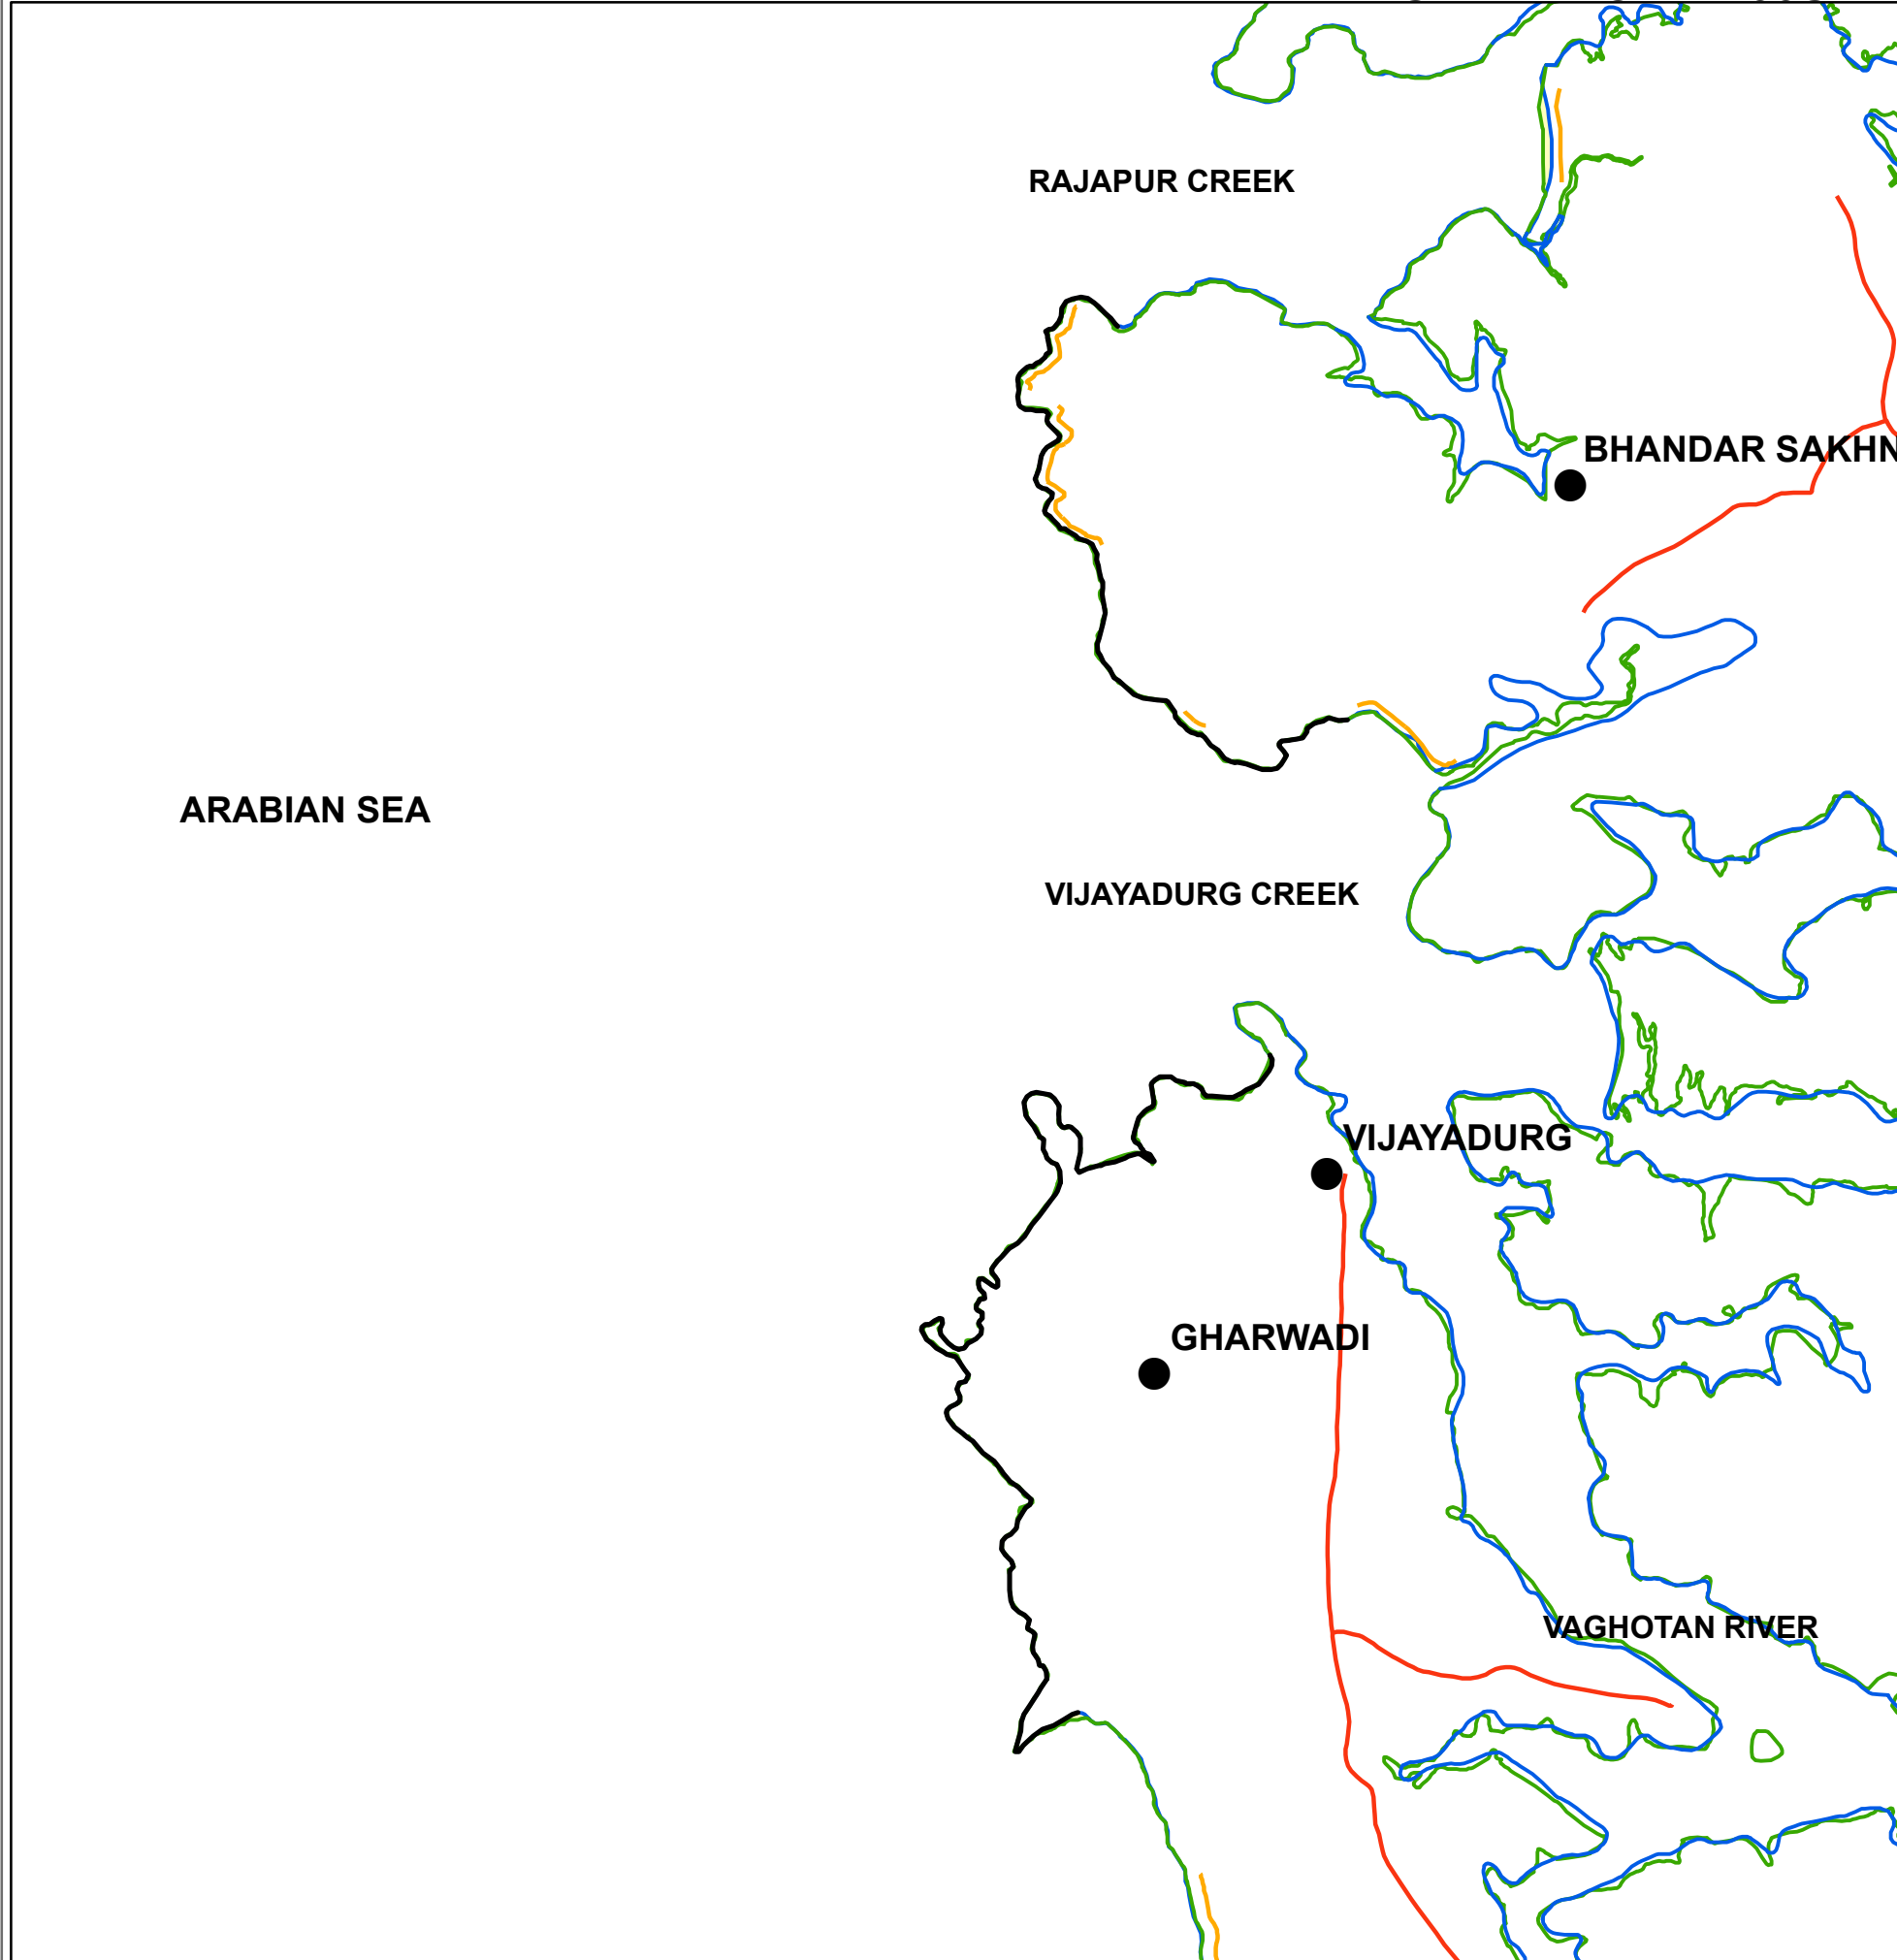 RAJAPUR CREEK
BHANDAR SAKHN
ARABIAN SEA
VIJAYADURG CREEK
VIJAYADURG
GHARWADI
VAGHOTAN RIVER